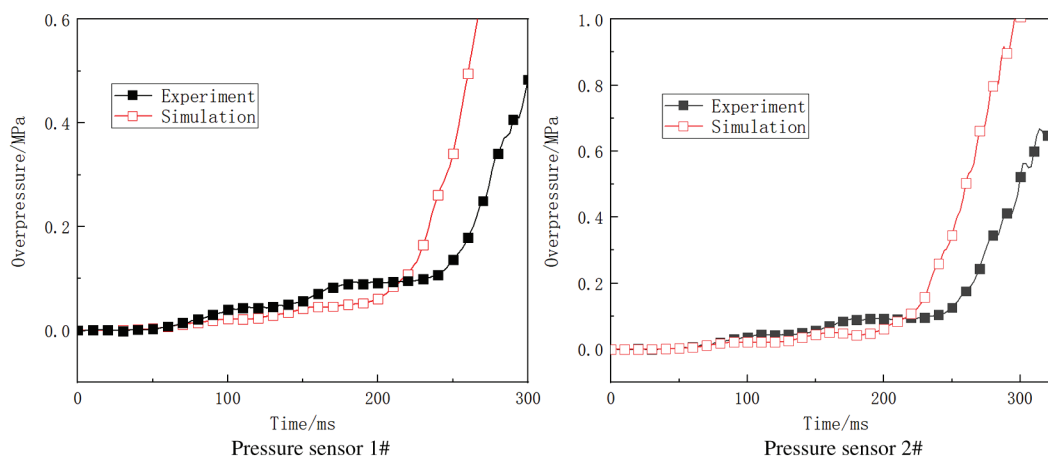 0.6
0.4
0.2
0.0
Overpressure/MPa
Experiment
Simulation
0
100
200
300
Time/ms
Pressure sensor 1#
1.0
0.8
0.6
0.4
0.2
0.0
Overpressure/MPa
Experiment
Simulation
0
100
200
300
Time/ms
Pressure sensor 2#